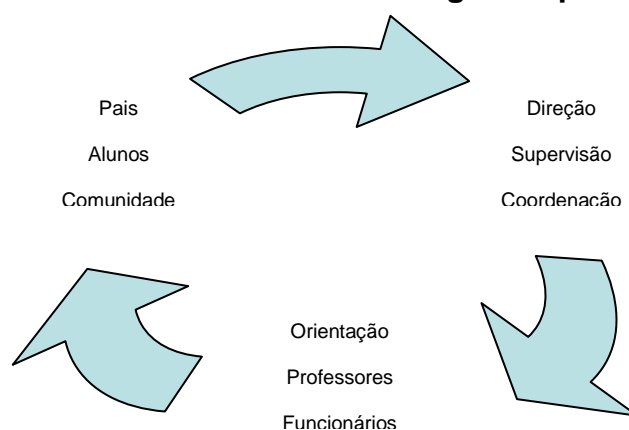 Pais
Alunos
Comunidade
Direção
Supervisão
Coordenação
Orientação
Professores
Funcionários